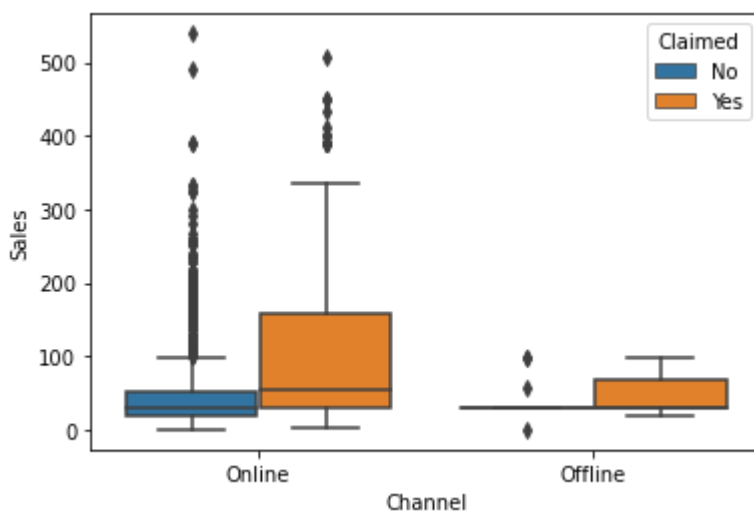 500
400
300
200
100
0
Sales
Online
Offline
Channel
Claimed
No
Yes